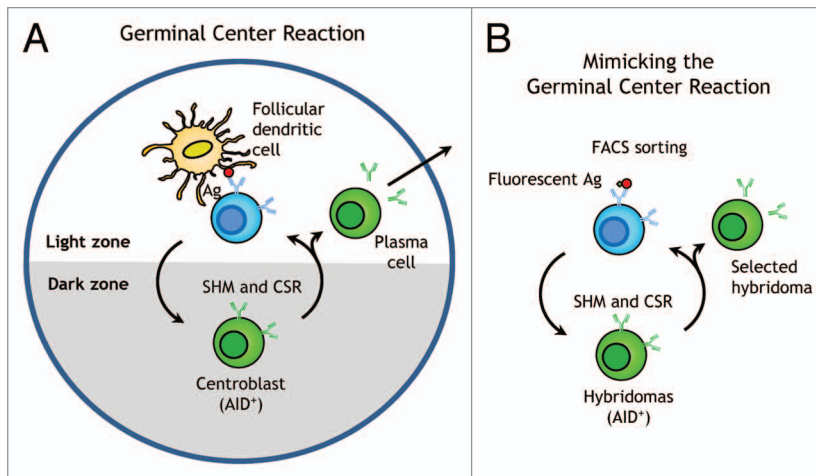 A
Germinal Center Reaction
Follicular
dendritic
cell
Ag
Plasma
cell
Light zone
Dark zone
SHM and CSR
Centroblast
(AID⁺)
B
Mimicking the
Germinal Center Reaction
FACS sorting
Fluorescent Ag
Selected
hybridoma
SHM and CSR
Hybridomas
(AID⁺)